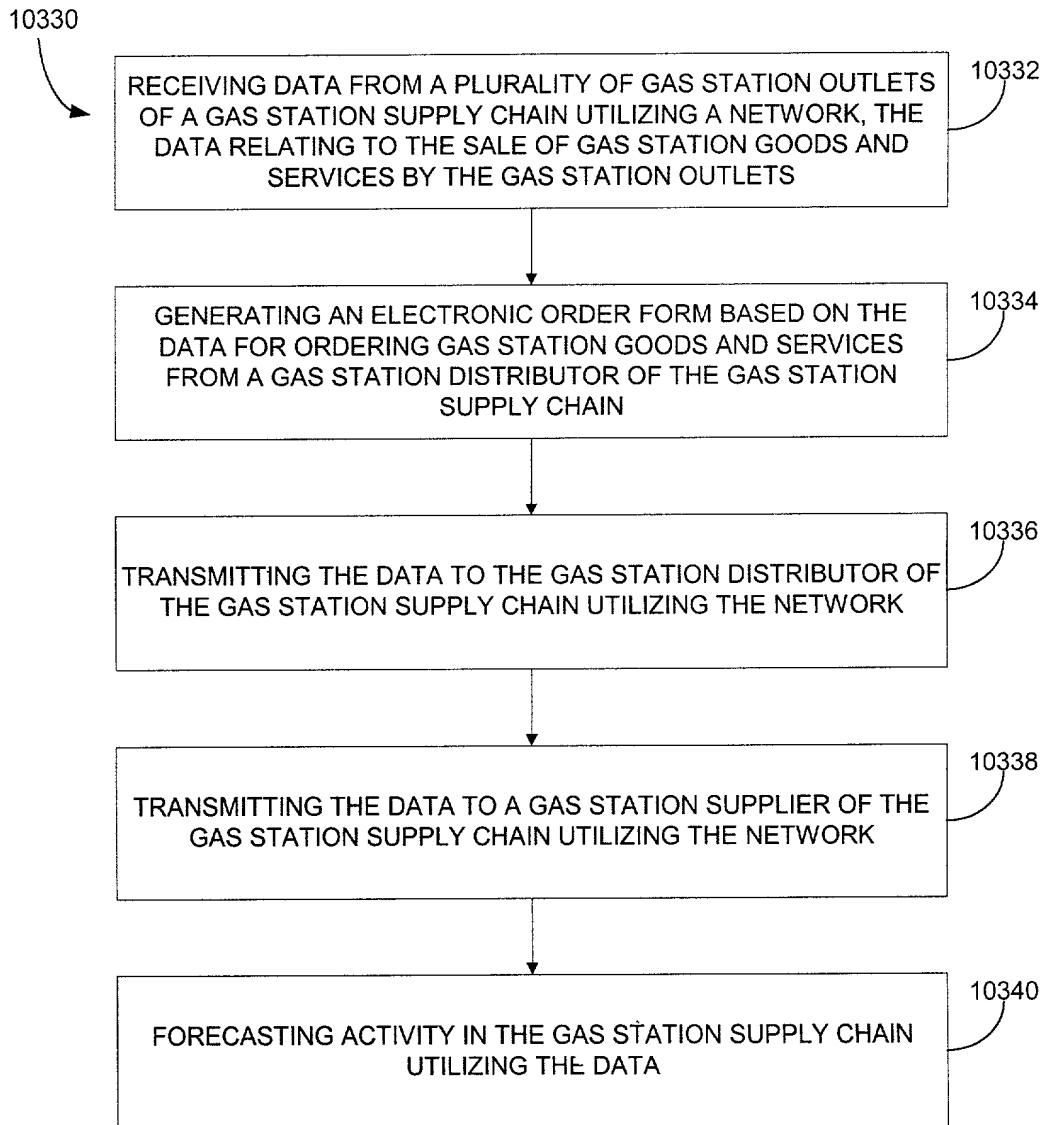 10330
10332
RECEIVING DATA FROM A PLURALITY OF GAS STATION OUTLETS
OF A GAS STATION SUPPLY CHAIN UTILIZING A NETWORK, THE
DATA RELATING TO THE SALE OF GAS STATION GOODS AND
SERVICES BY THE GAS STATION OUTLETS
10334
GENERATING AN ELECTRONIC ORDER FORM BASED ON THE
DATA FOR ORDERING GAS STATION GOODS AND SERVICES
FROM A GAS STATION DISTRIBUTOR OF THE GAS STATION
SUPPLY CHAIN
10336
TRANSMITTING THE DATA TO THE GAS STATION DISTRIBUTOR OF
THE GAS STATION SUPPLY CHAIN UTILIZING THE NETWORK
10338
TRANSMITTING THE DATA TO A GAS STATION SUPPLIER OF THE
GAS STATION SUPPLY CHAIN UTILIZING THE NETWORK
10340
FORECASTING ACTIVITY IN THE GAS STATION SUPPLY CHAIN
UTILIZING THE DATA